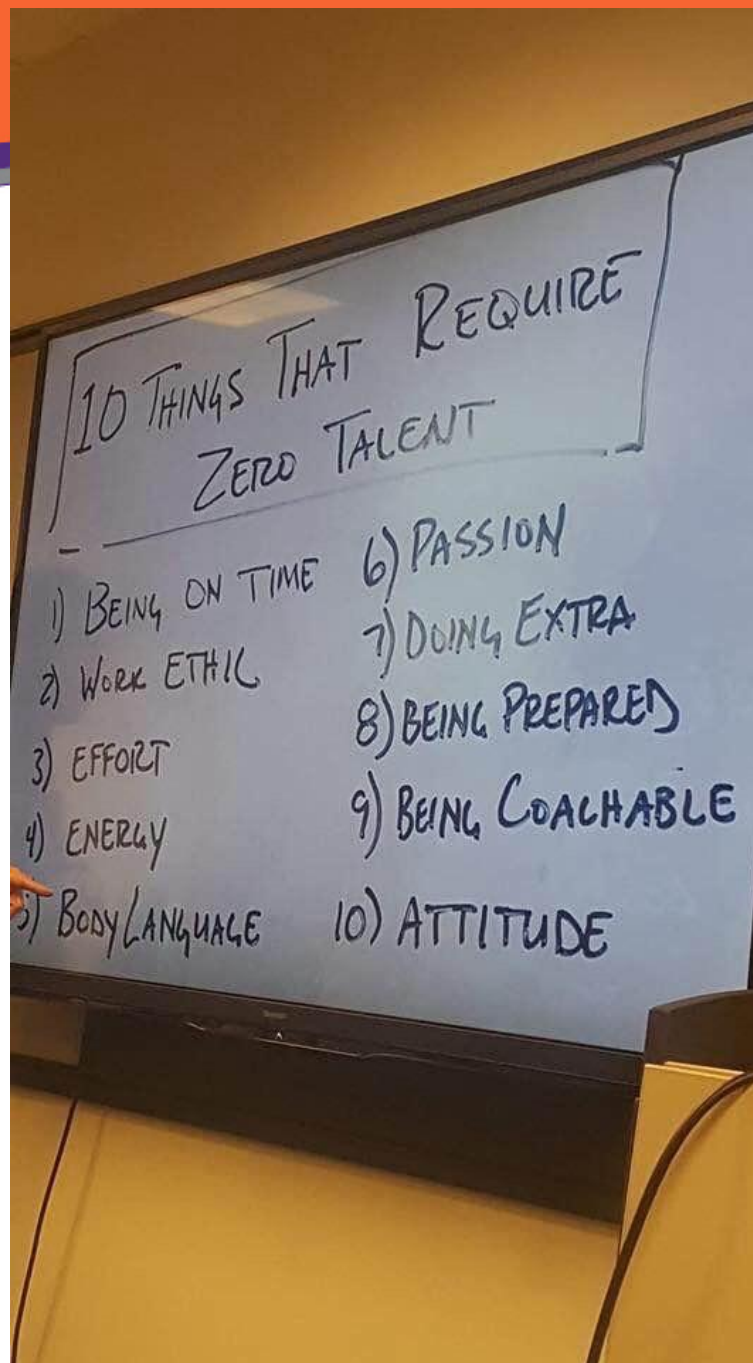 10 THINGS THAT REQUIRE
ZERO TALENT
1) BEING ON TIME
2) WORK ETHIC
3) EFFORT
4) ENERGY
5) BODY LANGUAGE
6) PASSION
7) DOING EXTRA
8) BEING PREPARED
9) BEING COACHABLE
10) ATTITUDE